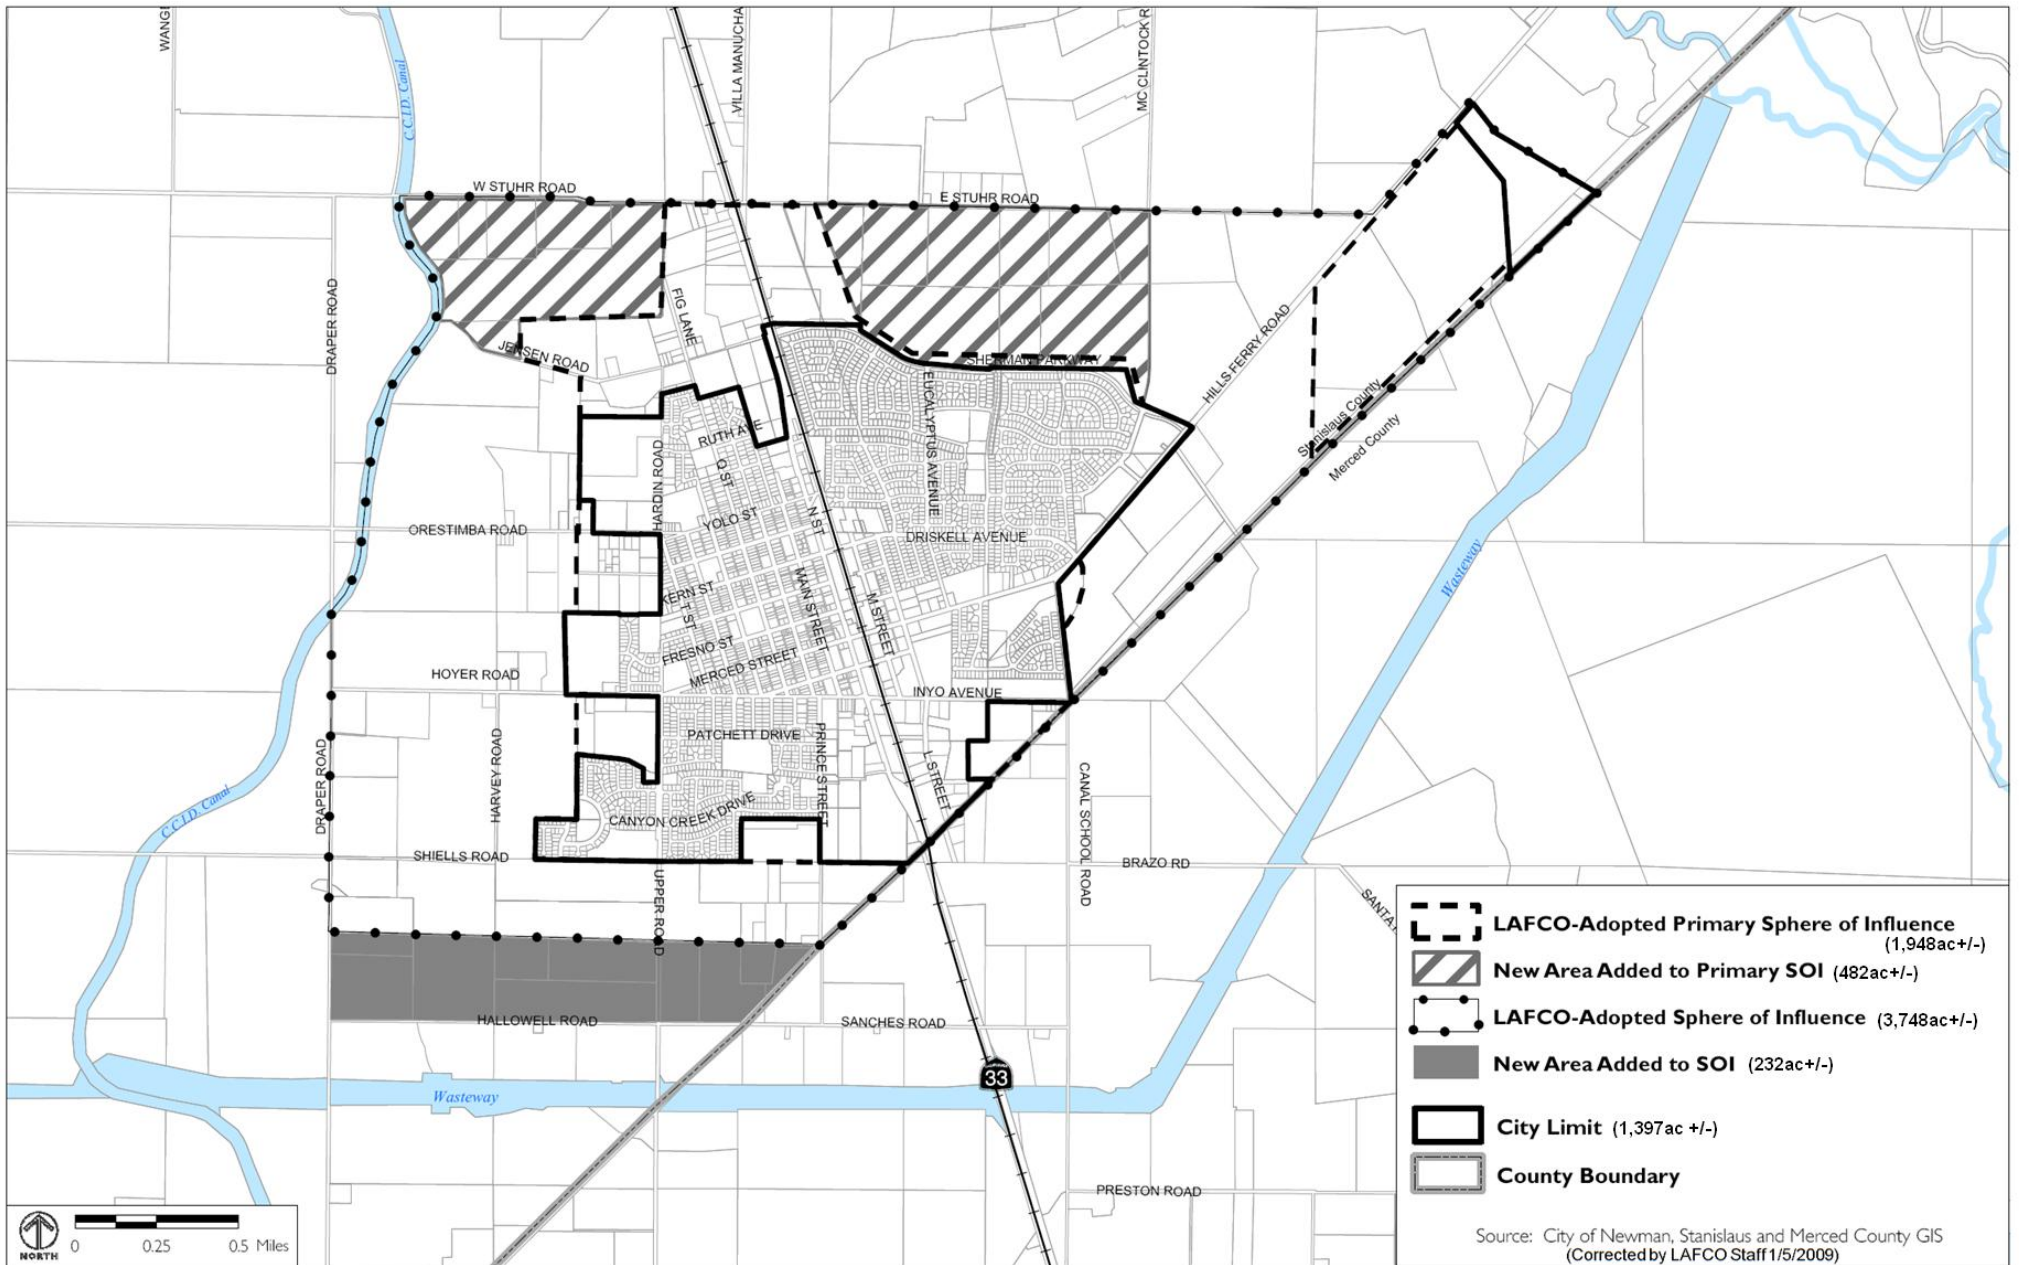 WANGE
C.C.I.D. Canal
VILLA MANUCHA
MC CLINTOCK R
W STUHR ROAD
E STUHR ROAD
DRAPER ROAD
FIG LANE
JENSEN ROAD
SHERMAN PARKWAY
HILLS FERRY ROAD
EUCALYPTUS AVENUE
Stanislaus County
Merced County
RUTH AVE
HARDIN ROAD
Q ST
YOLO ST
N ST
ORESTIMBA ROAD
DRISKELL AVENUE
Wasteway
KERN ST
T ST
MAIN STREET
M STREET
FRESNO ST
MERCED STREET
HOYER ROAD
INYO AVENUE
PATCHETT DRIVE
PRINCE STREET
HARVEY ROAD
DRAPER ROAD
L STREET
C.C.I.D. Canal
CANYON CREEK DRIVE
CANAL SCHOOL ROAD
SHIELLS ROAD
BRAZO RD
UPPER ROAD
SANTA
HALLOWELL ROAD
SANCHES ROAD
33
Wasteway
PRESTON ROAD
LAFCO-Adopted Primary Sphere of Influence
(1,948ac+/-)
New Area Added to Primary SOI (482ac+/-)
LAFCO-Adopted Sphere of Influence (3,748ac+/-)
New Area Added to SOI (232ac+/-)
City Limit (1,397ac +/-)
County Boundary
Source: City of Newman, Stanislaus and Merced County GIS
(Corrected by LAFCO Staff 1/5/2009)
NORTH
0 0.25 0.5 Miles